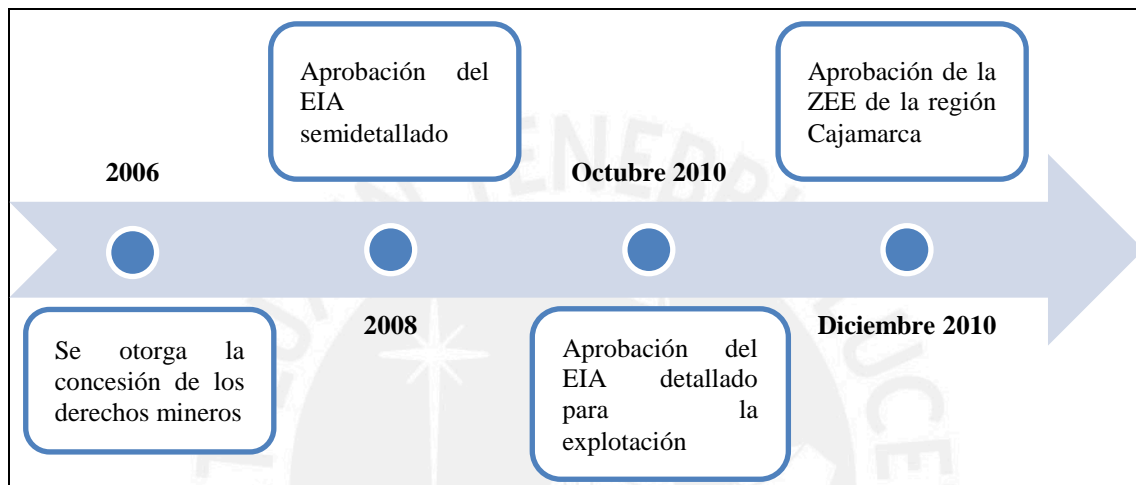 2006
Se otorga la
concesión de los
derechos mineros
Aprobación del
EIA
semidetallado
2008
Octubre 2010
Aprobación del
EIA detallado
para la
explotación
Aprobación de la
ZEE de la región
Cajamarca
Diciembre 2010